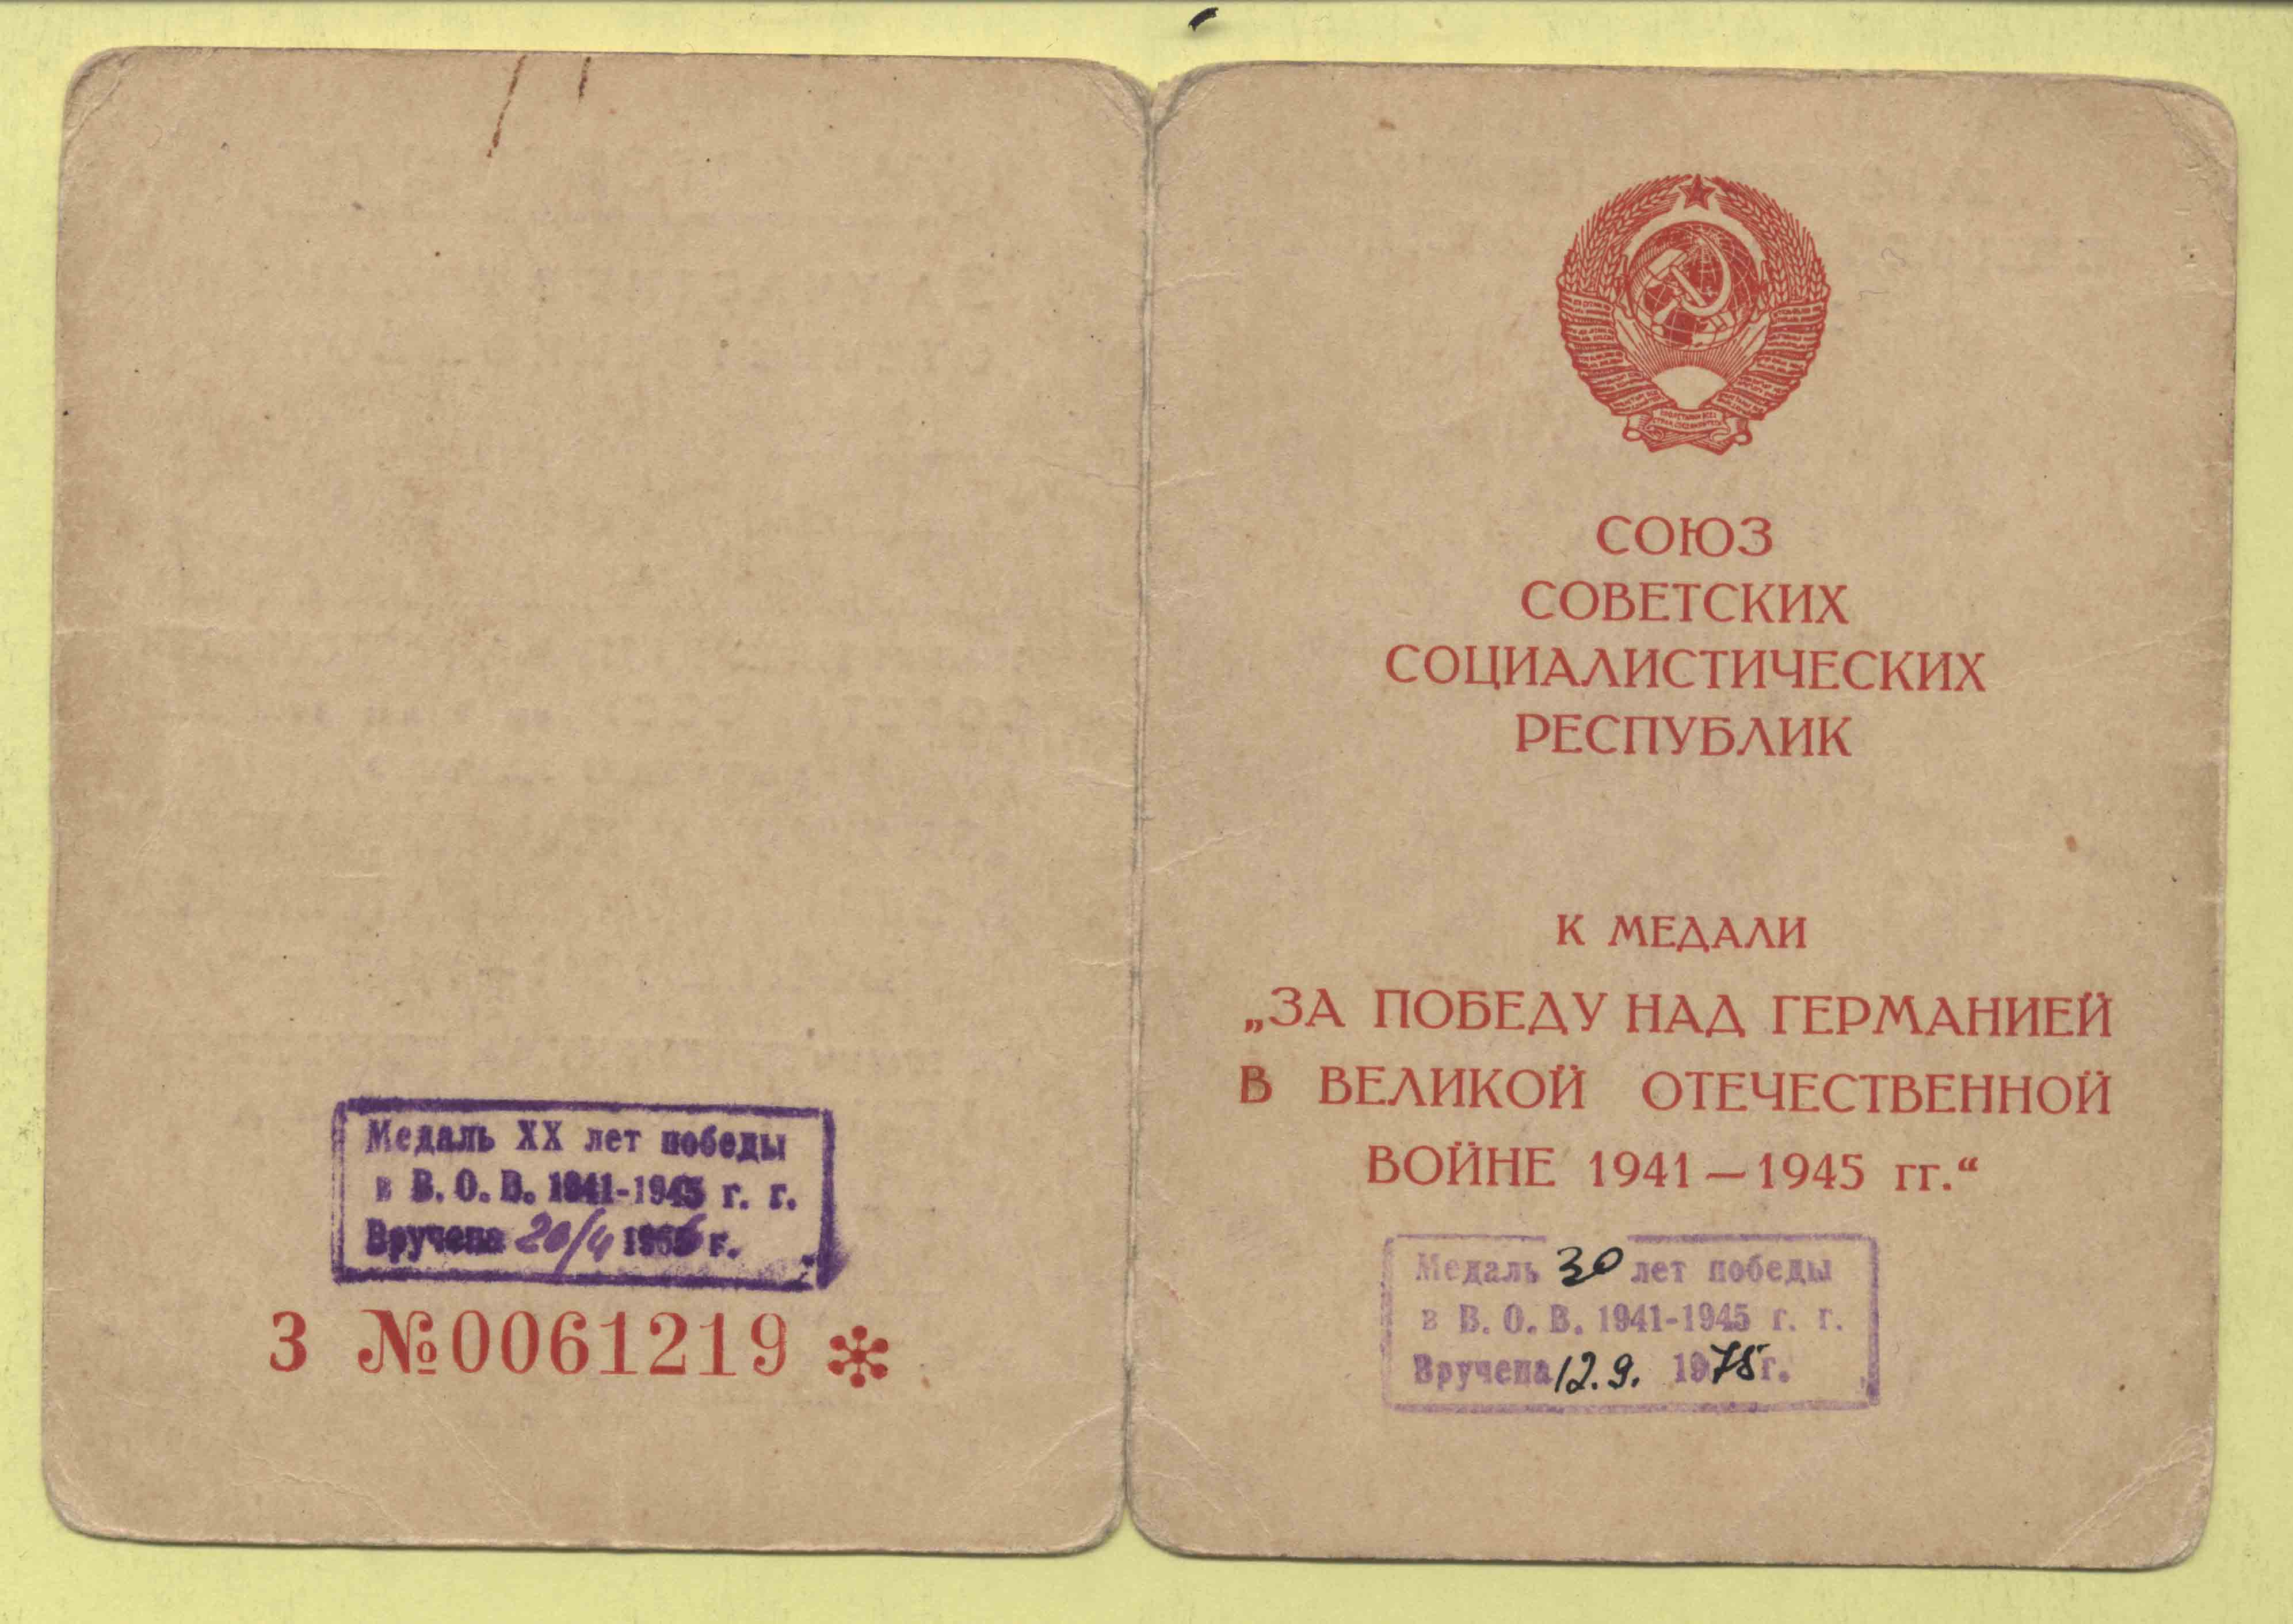 Медаль XX лет победы
в В. О. В. 1941-1945 г. г.
Вручена 20/4 1966 г.
З №0061219
СОЮЗ
СОВЕТСКИХ
СОЦИАЛИСТИЧЕСКИХ
РЕСПУБЛИК
К МЕДАЛИ
„ЗА ПОБЕДУ НАД ГЕРМАНИЕЙ
В ВЕЛИКОЙ ОТЕЧЕСТВЕННОЙ
ВОЙНЕ 1941—1945 гг.“
Медаль 30 лет победы
в В. О. В. 1941-1945 г. г.
Вручена 12.9. 1975г.